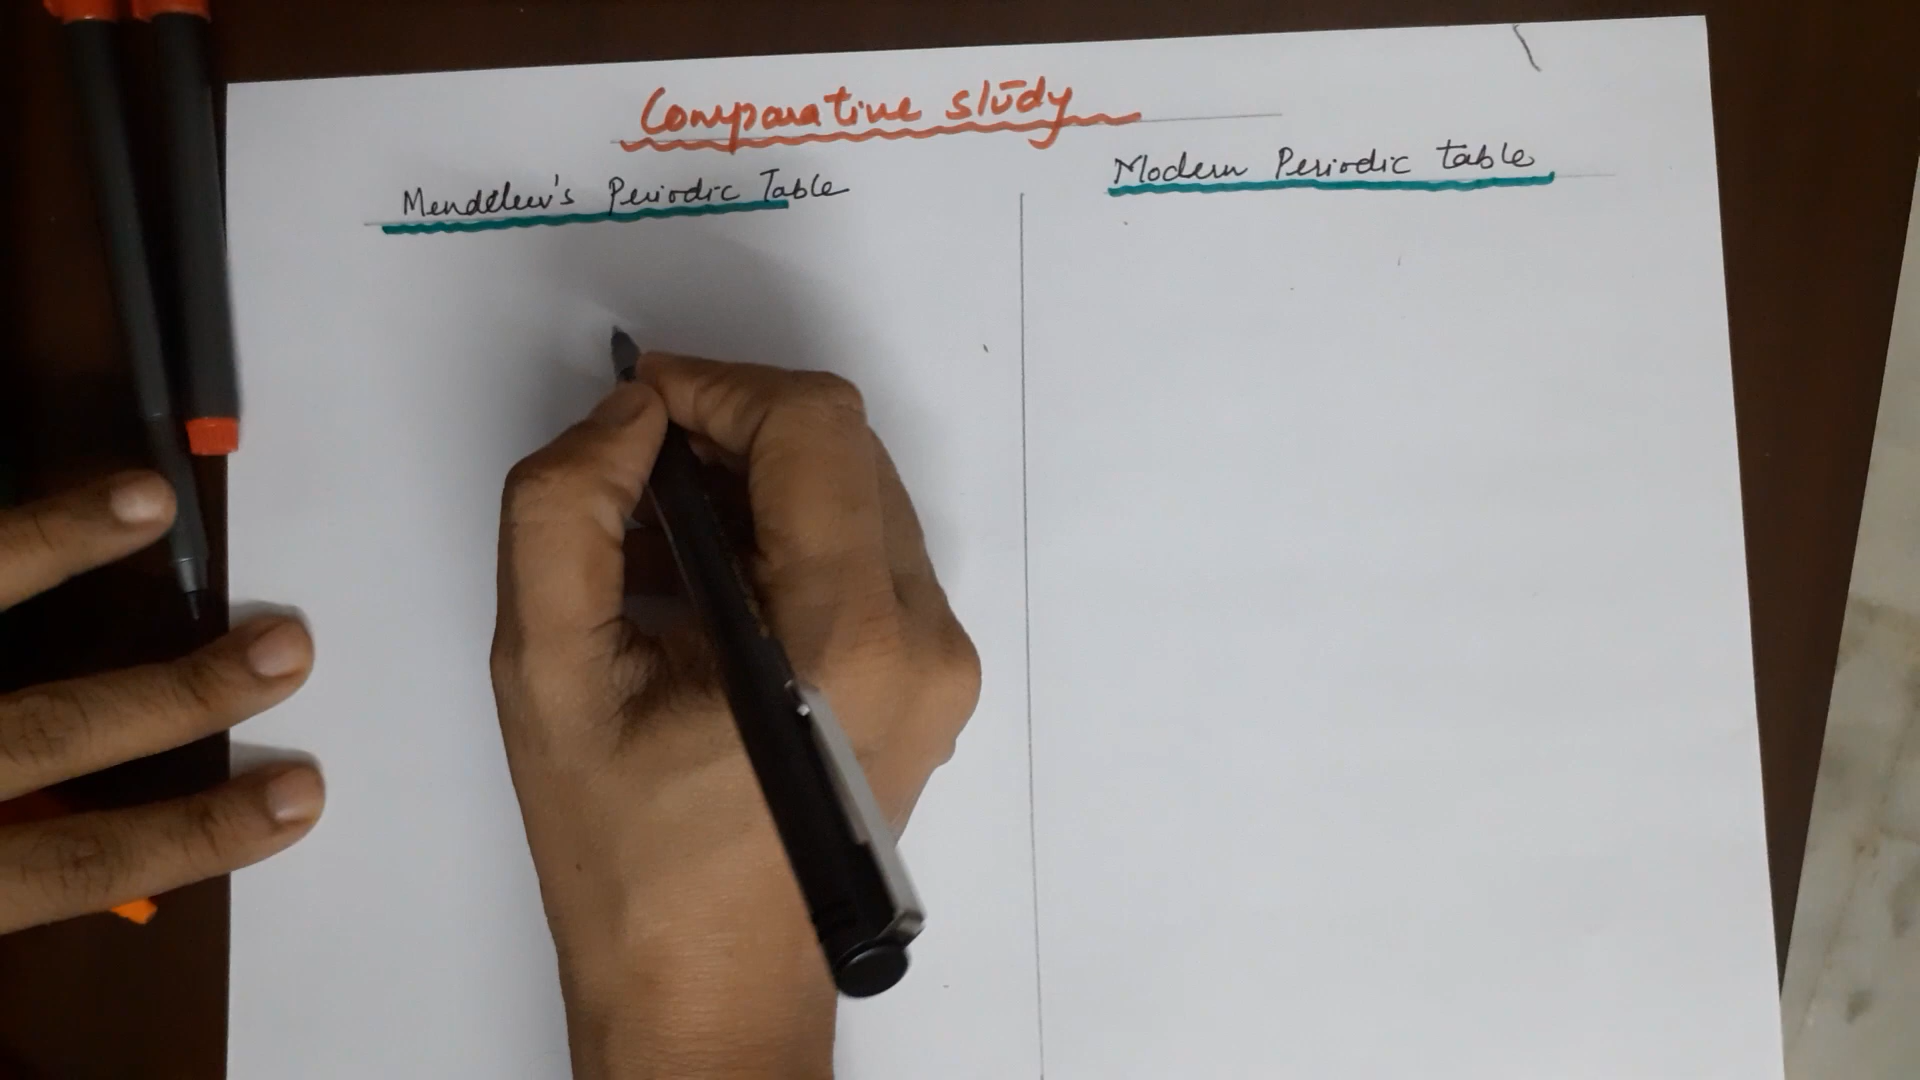 Comparative study
Mendeleev's Periodic Table
Modern Periodic table